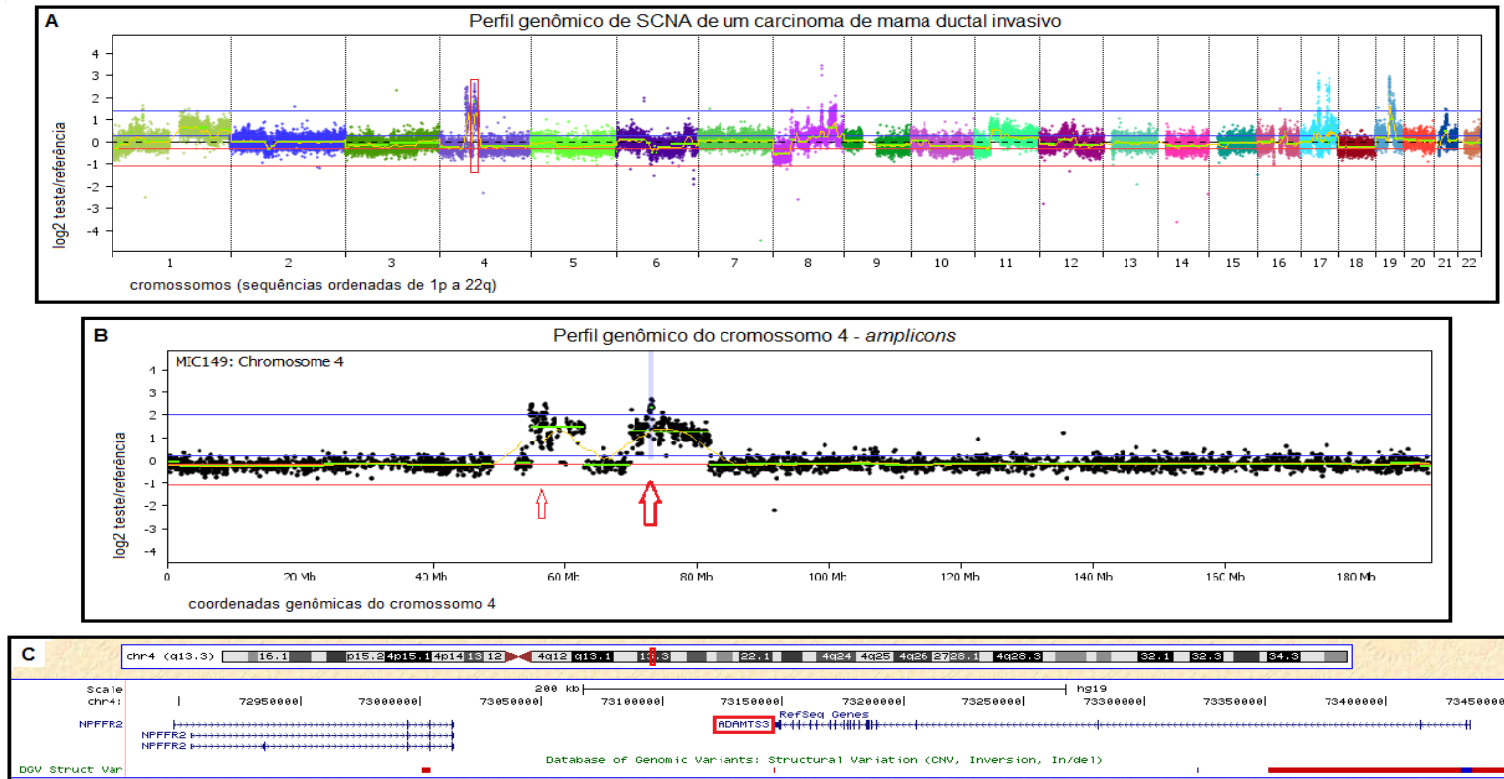 A
Perfil genômico de SCNA de um carcinoma de mama ductal invasivo
log2 teste/referência
4
3
2
1
0
-1
-2
-3
-4
1 2 3 4 5 6 7 8 9 10 11 12 13 14 15 16 17 18 19 20 21 22
cromossomos (sequências ordenadas de 1p a 22q)
B
Perfil genômico do cromossomo 4 - amplicons
MIC149: Chromosome 4
log2 teste/referência
4
3
2
1
0
-1
-2
-3
-4
0 20 Mb 40 Mb 60 Mb 80 Mb 100 Mb 120 Mb 140 Mb 150 Mb 180 Mb
coordenadas genômicas do cromossomo 4
C
chr4 (q13.3) 16.1 p15.2 4p15.1 4p14 13 12 4q12 q13.1 13.3 22.1 4q24 4q25 4q26 27 28.1 4q28.3 32.1 32.3 34.3
Scale 200 kb hg19
chr4: 72950000 73000000 73050000 73100000 73150000 73200000 73250000 73300000 73350000 73400000 73450000
RefSeq Genes
NPFFR2 ADAMTS3
NPFFR2
NPFFR2
Database of Genomic Variants: Structural Variation (CNV, Inversion, In/del)
DGV Struct Var